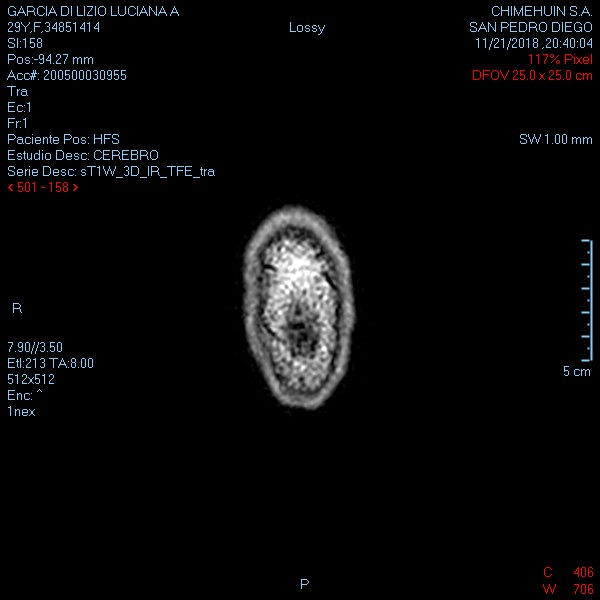 GARCIA DI LIZIO LUCIANA A
29Y,F,34851414
Sl:158
Pos:-94.27 mm
Acc#: 200500030955
Tra
Ec:1
Fr:1
Paciente Pos: HFS
Estudio Desc: CEREBRO
Serie Desc: sT1W_3D_IR_TFE_tra
< 501 - 158 >
Lossy
CHIMEHUIN S.A.
SAN PEDRO DIEGO
11/21/2018 ,20:40:04
117% Pixel
DFOV 25.0 x 25.0 cm
SW 1.00 mm
R
5 cm
7.90//3.50
Etl:213 TA:8.00
512x512
Enc: ^
1nex
P
C 406
W 706